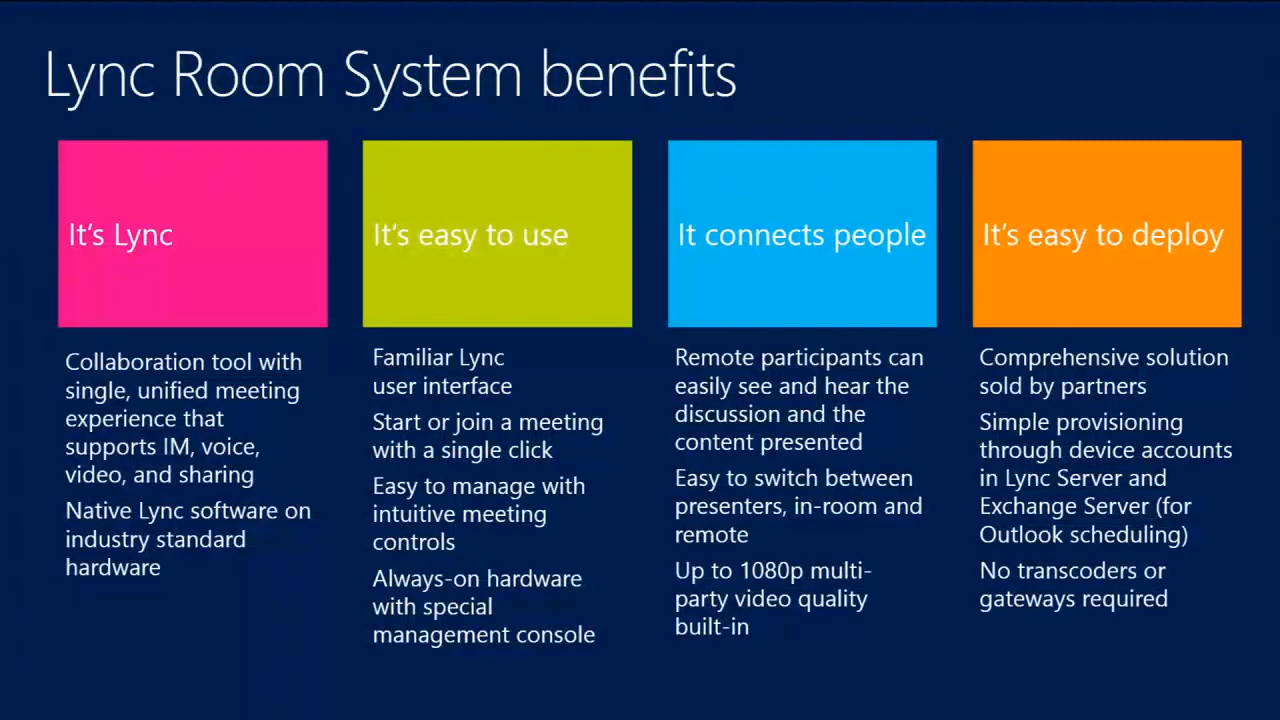 Lync Room System benefits
It's Lync
Collaboration tool with
single, unified meeting
experience that
supports IM, voice,
video, and sharing
Native Lync software on
industry standard
hardware
It's easy to use
Familiar Lync
user interface
Start or join a meeting
with a single click
Easy to manage with
intuitive meeting
controls
Always-on hardware
with special
management console
It connects people
Remote participants can
easily see and hear the
discussion and the
content presented
Easy to switch between
presenters, in-room and
remote
Up to 1080p multi-
party video quality
built-in
It's easy to deploy
Comprehensive solution
sold by partners
Simple provisioning
through device accounts
in Lync Server and
Exchange Server (for
Outlook scheduling)
No transcoders or
gateways required